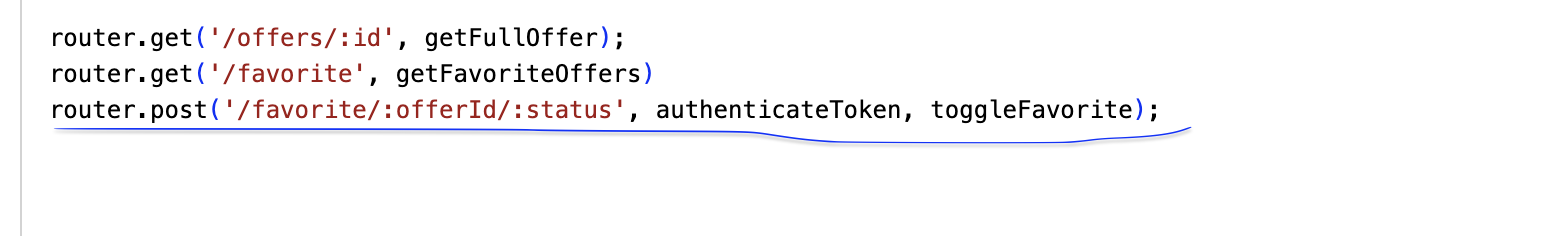 router.get('/offers/:id', getFullOffer);
router.get('/favorite', getFavoriteOffers)
router.post('/favorite/:offerId/:status', authenticateToken, toggleFavorite);